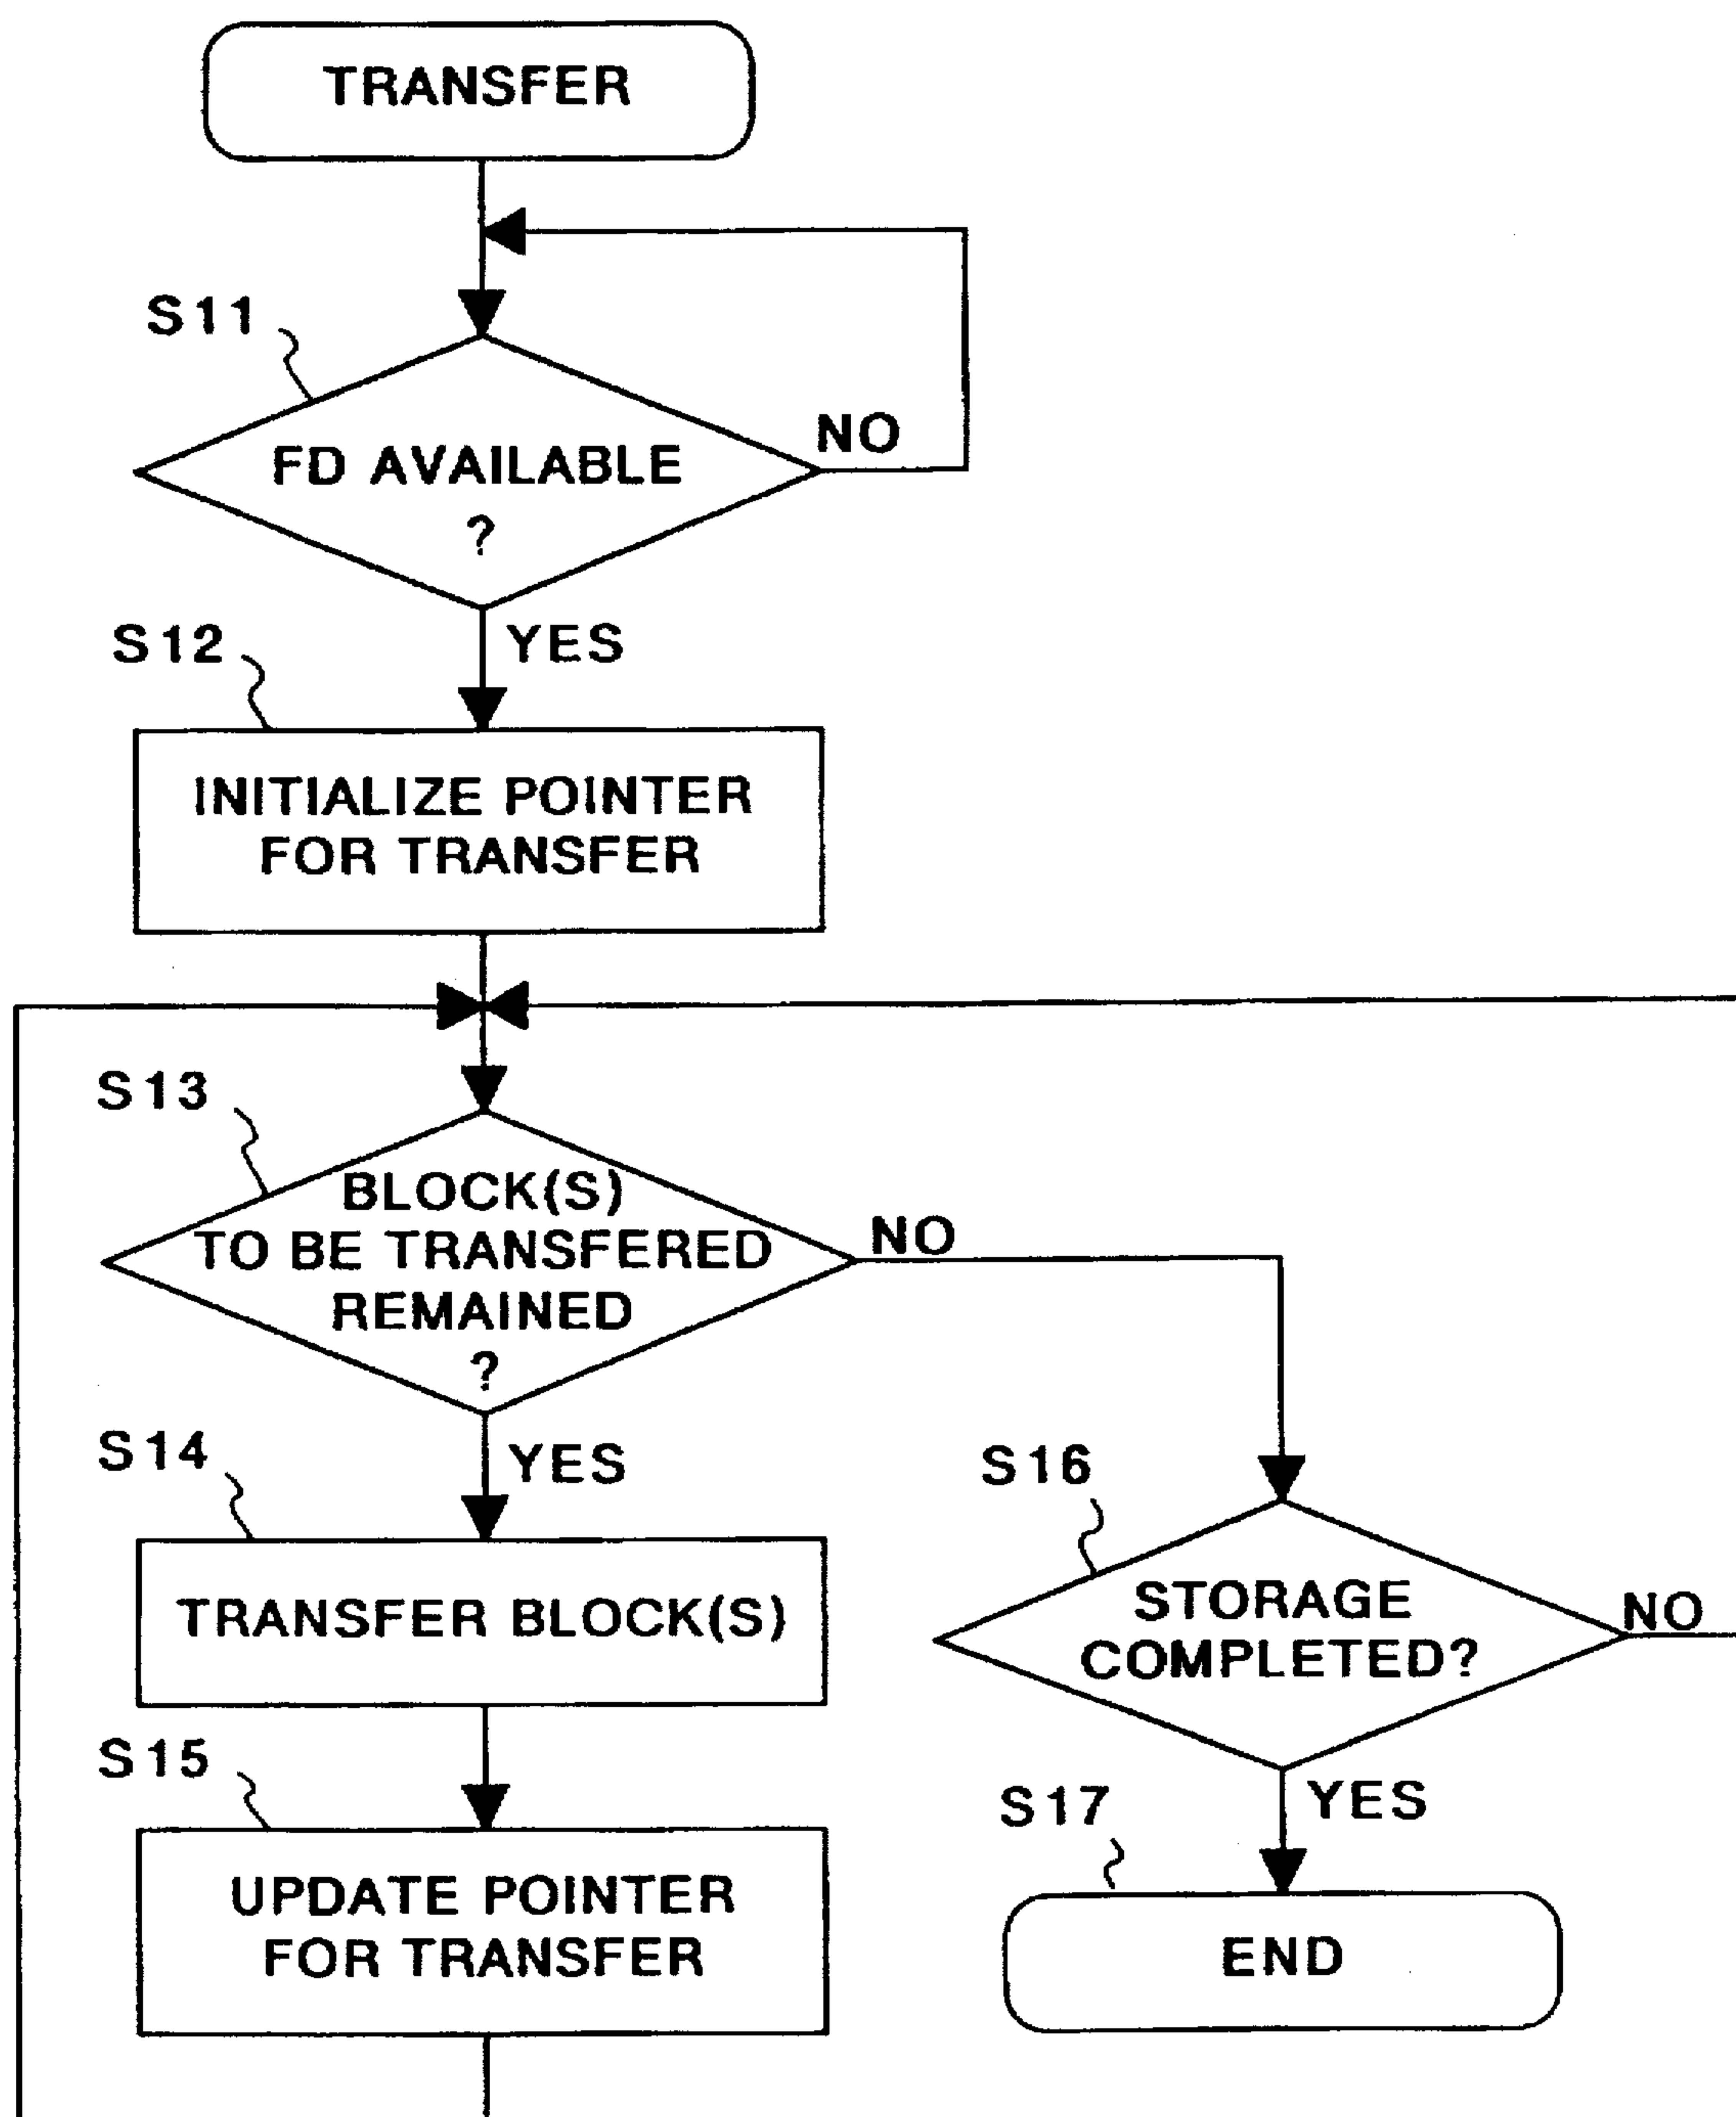 TRANSFER
S11
FD AVAILABLE
?
NO
YES
S12
INITIALIZE POINTER
FOR TRANSFER
S13
BLOCK(S)
TO BE TRANSFERED
REMAINED
?
NO
YES
S14
TRANSFER BLOCK(S)
S15
UPDATE POINTER
FOR TRANSFER
S16
STORAGE
COMPLETED?
NO
YES
S17
END